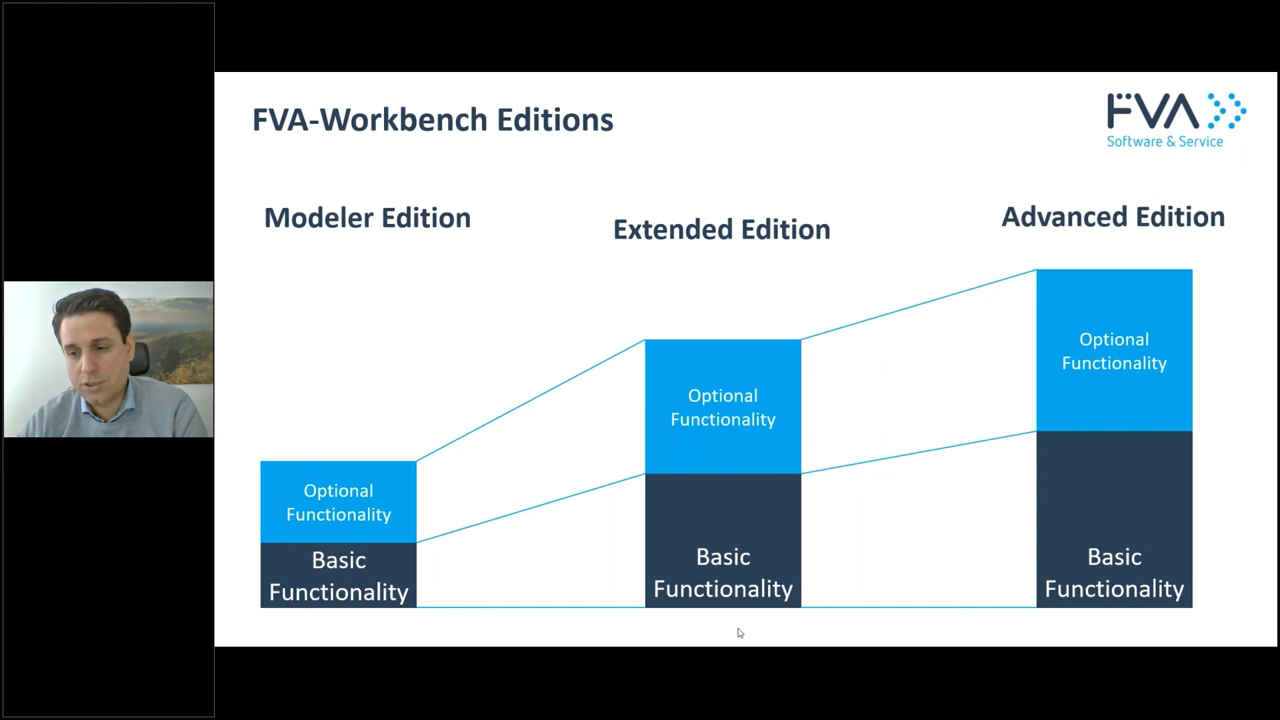 FVA-Workbench Editions
FVA
Software & Service
Modeler Edition
Extended Edition
Advanced Edition
Optional
Functionality
Basic
Functionality
Optional
Functionality
Basic
Functionality
Optional
Functionality
Basic
Functionality